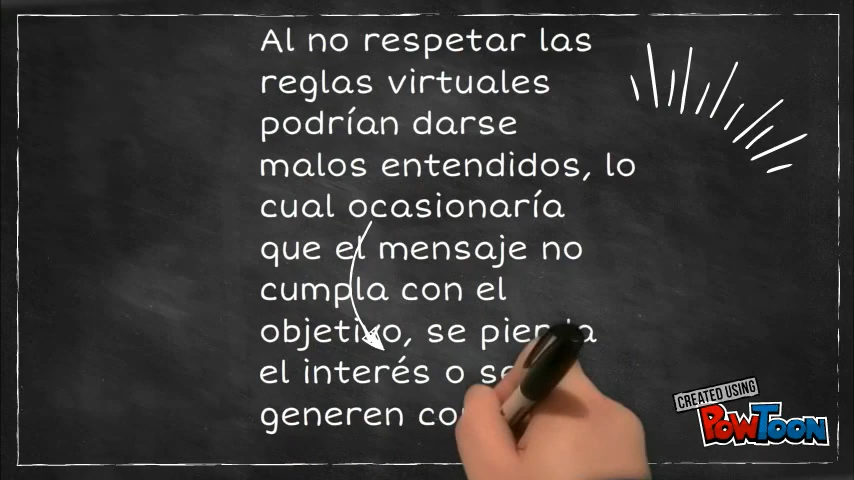 Al no respetar las
reglas virtuales
podrían darse
malos entendidos, lo
cual ocasionaría
que el mensaje no
cumpla con el
objetivo, se pierda
el interés o
generen
CREATED USING
POWTOON